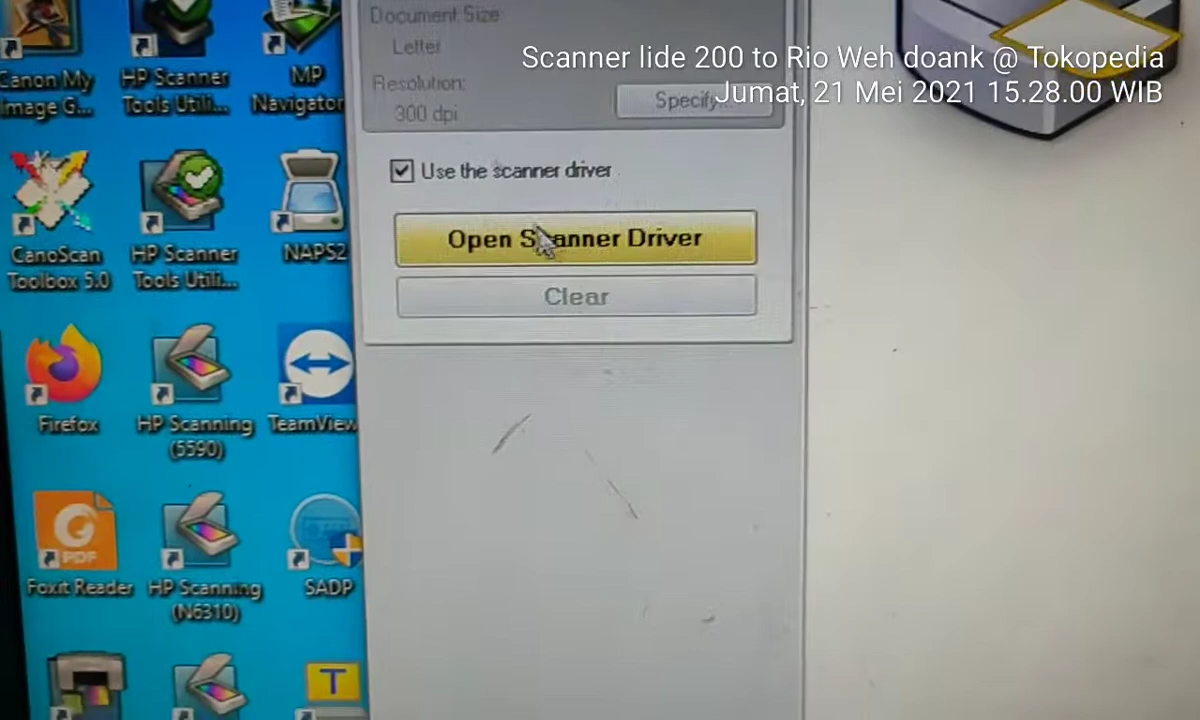 Scanner lide 200 to Rio Weh doank @ Tokopedia
Jumat, 21 Mei 2021 15.28.00 WIB
Document Size:
Letter
Resolution:
300 dpi
Specify...
Use the scanner driver
Open Scanner Driver
Clear
Canon My
Image G...
HP Scanner
Tools Utili...
MP
Navigator
CanoScan
Toolbox 5.0
HP Scanner
Tools Utili...
NAPS2
Firefox
HP Scanning
(5590)
TeamView
PDF
Foxit Reader
HP Scanning
(N6310)
SADP
T